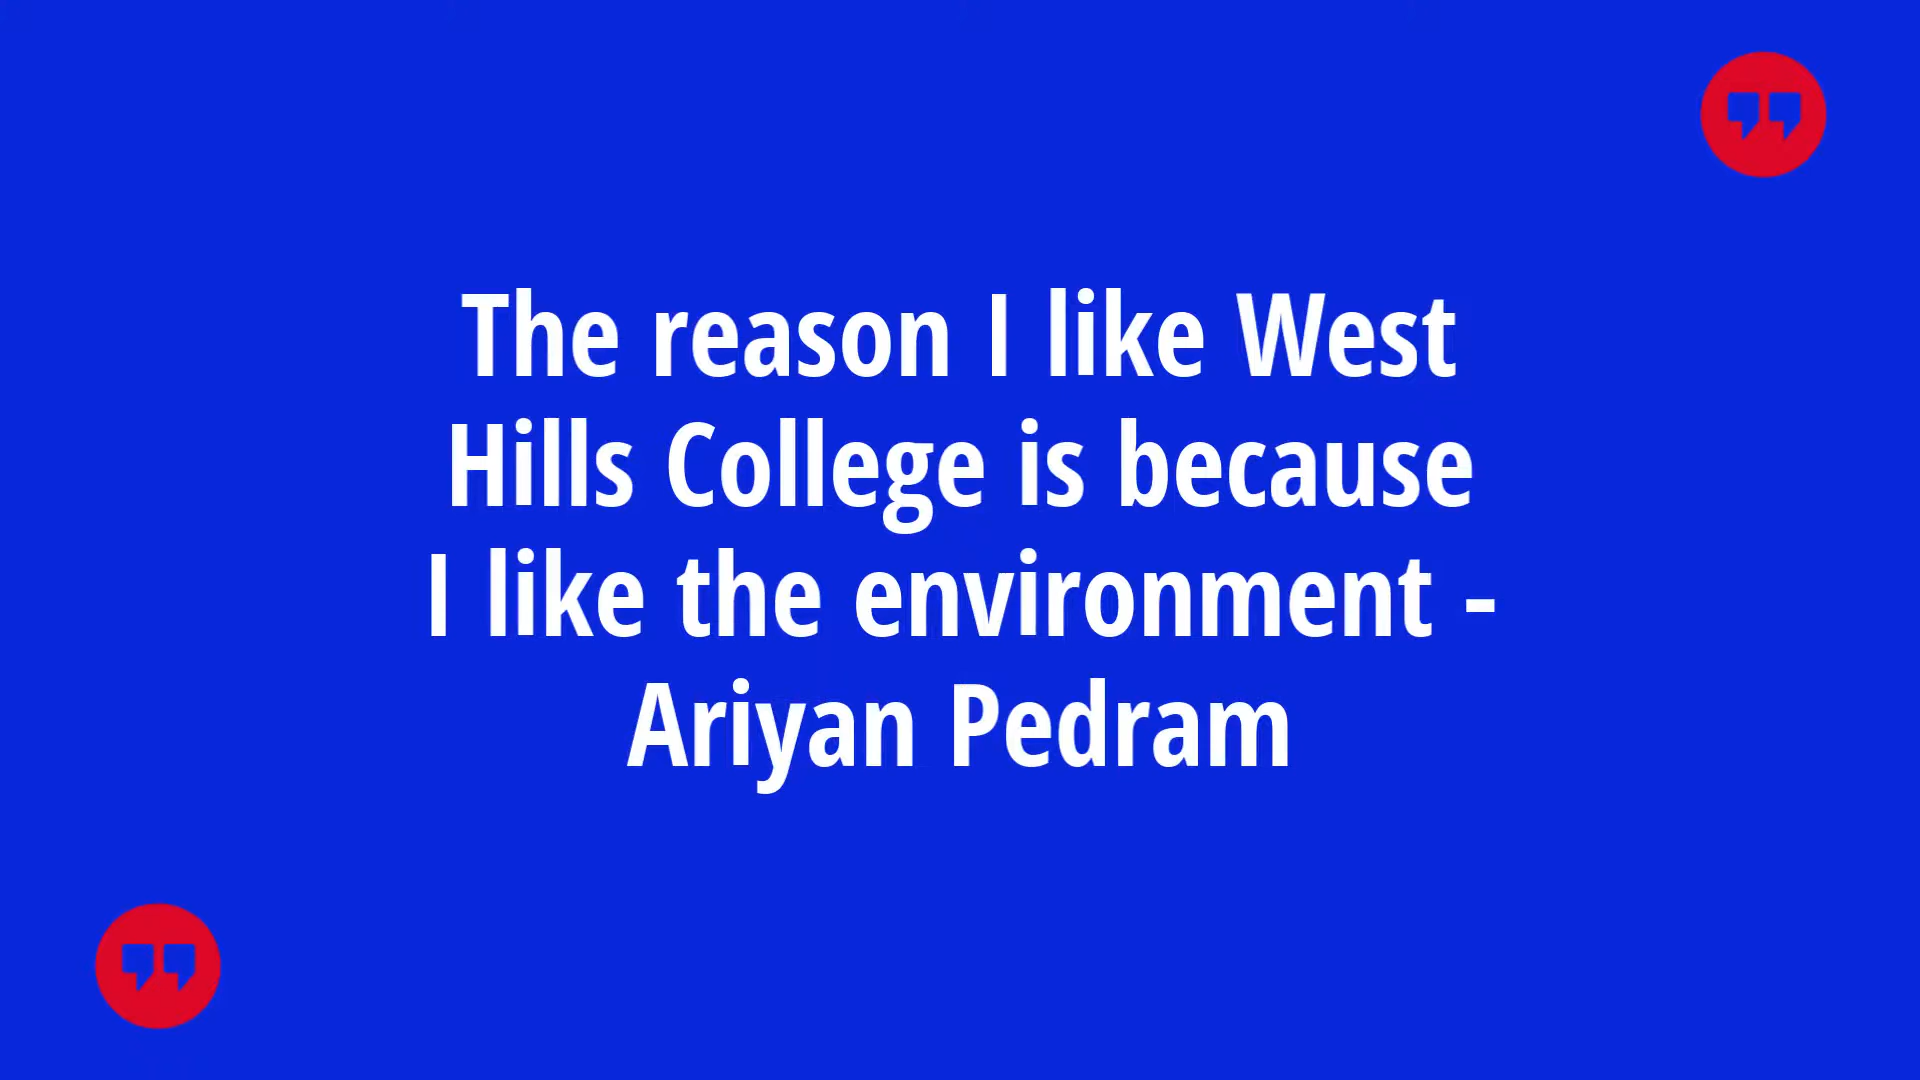 The reason I like West
Hills College is because
I like the environment -
Ariyan Pedram